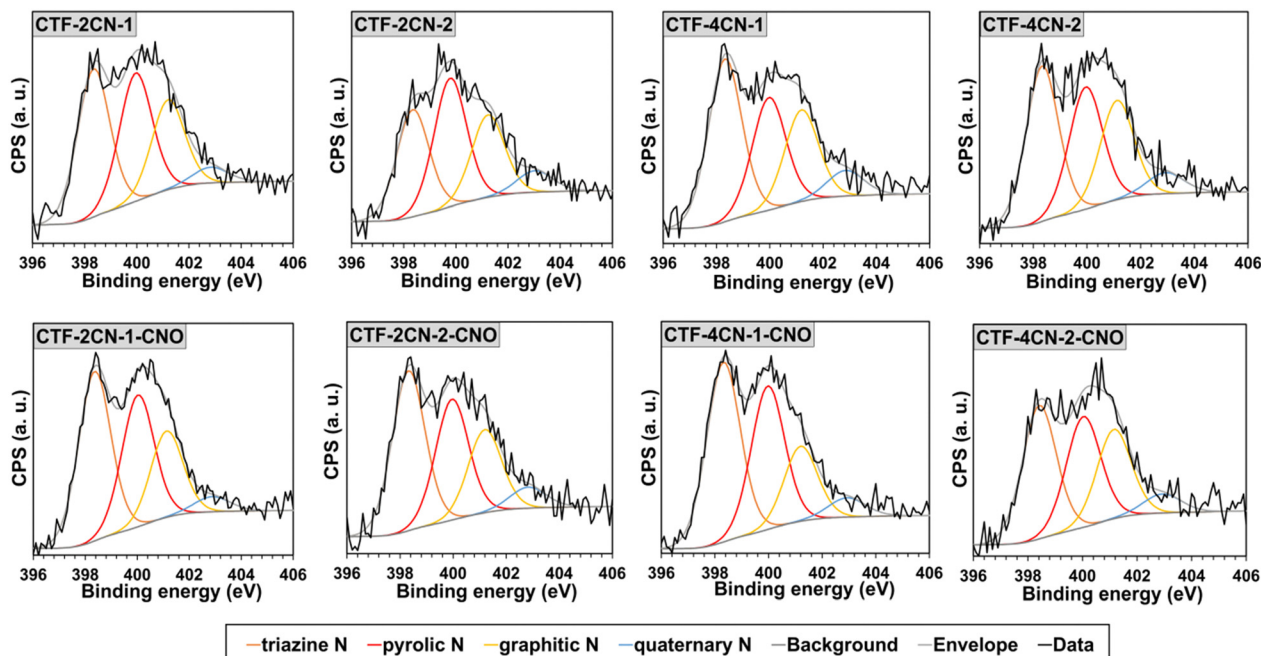 CTF-2CN-1
CTF-2CN-2
CTF-4CN-1
CTF-4CN-2
CPS (a. u.)
CPS (a. u.)
CPS (a. u.)
CPS (a. u.)
396 398 400 402 404 406
396 398 400 402 404 406
396 398 400 402 404 406
396 398 400 402 404 406
Binding energy (eV)
Binding energy (eV)
Binding energy (eV)
Binding energy (eV)
CTF-2CN-1-CNO
CTF-2CN-2-CNO
CTF-4CN-1-CNO
CTF-4CN-2-CNO
CPS (a. u.)
CPS (a. u.)
CPS (a. u.)
CPS (a. u.)
396 398 400 402 404 406
396 398 400 402 404 406
396 398 400 402 404 406
396 398 400 402 404 406
Binding energy (eV)
Binding energy (eV)
Binding energy (eV)
Binding energy (eV)
triazine N pyrolic N graphitic N quaternary N Background Envelope Data